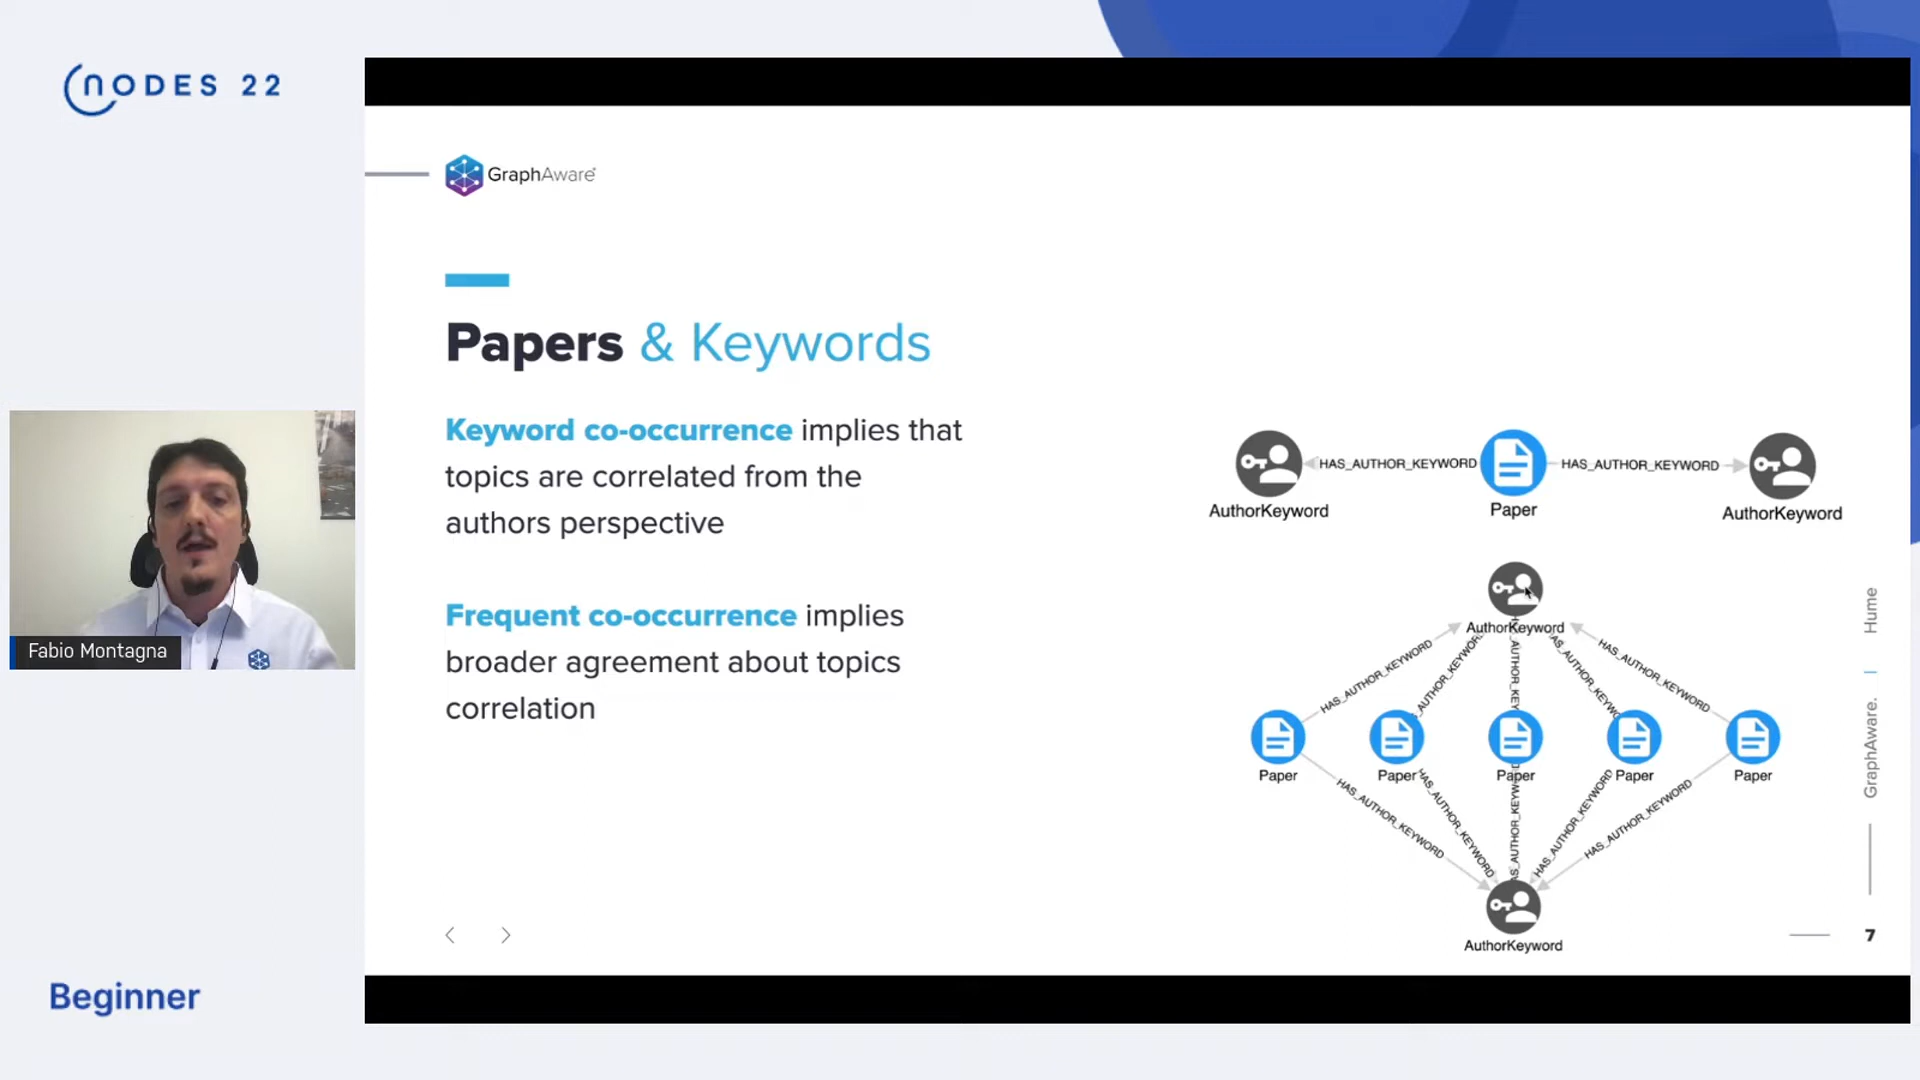 NODES 22
GraphAware
Papers & Keywords
Keyword co-occurrence implies that
topics are correlated from the
authors perspective
Frequent co-occurrence implies
broader agreement about topics
correlation
HAS_AUTHOR_KEYWORD
HAS_AUTHOR_KEYWORD
AuthorKeyword
Paper
AuthorKeyword
AuthorKeyword
HAS_AUTHOR_KEYWORD
HAS_AUTHOR_KEYWORD
Paper
Paper
Paper
Paper
Paper
HAS_AUTHOR_KEYWORD
HAS_AUTHOR_KEYWORD
HAS_AUTHOR_KEYWORD
HAS_AUTHOR_KEYWORD
AuthorKeyword
GraphAware. | Hume
7
Fabio Montagna
Beginner